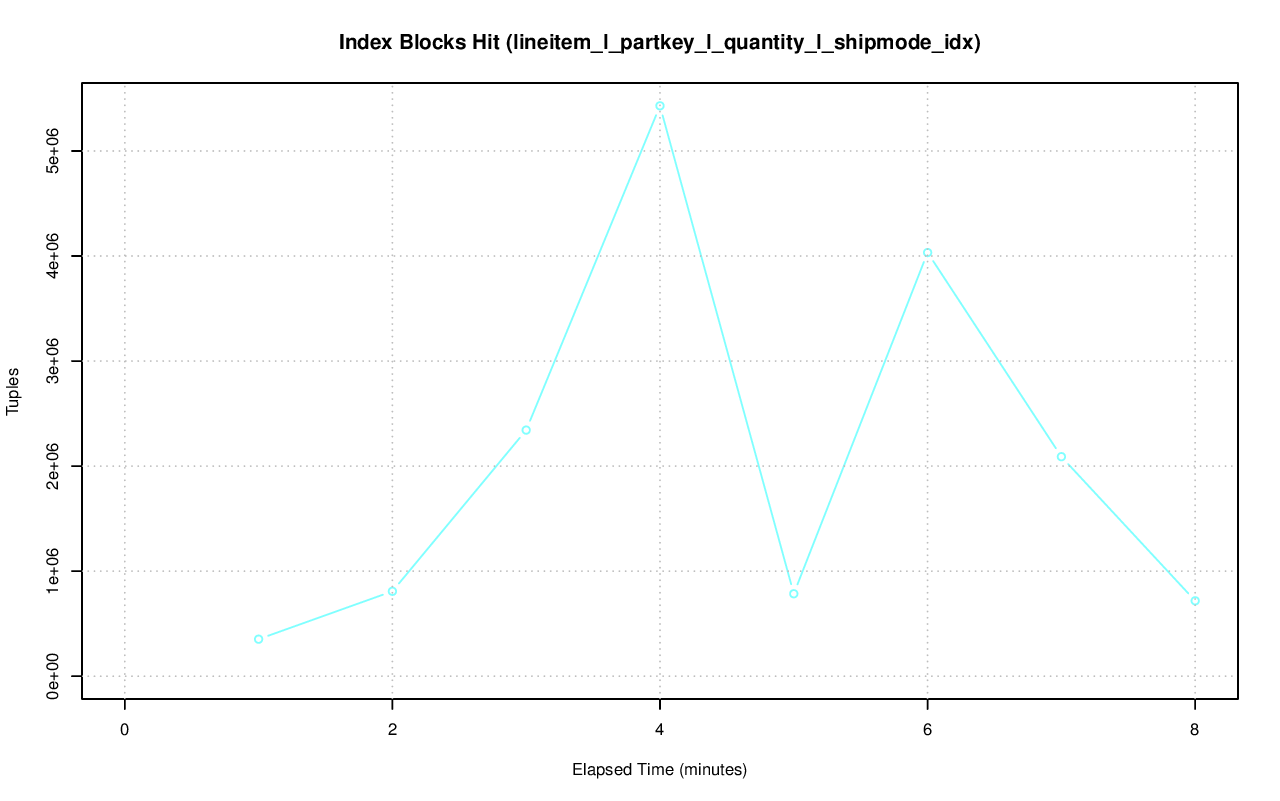 Index Blocks Hit (lineitem_l_partkey_l_quantity_l_shipmode_idx)
Tuples
5e+06
4e+06
3e+06
2e+06
1e+06
0e+00
0 2 4 6 8
Elapsed Time (minutes)